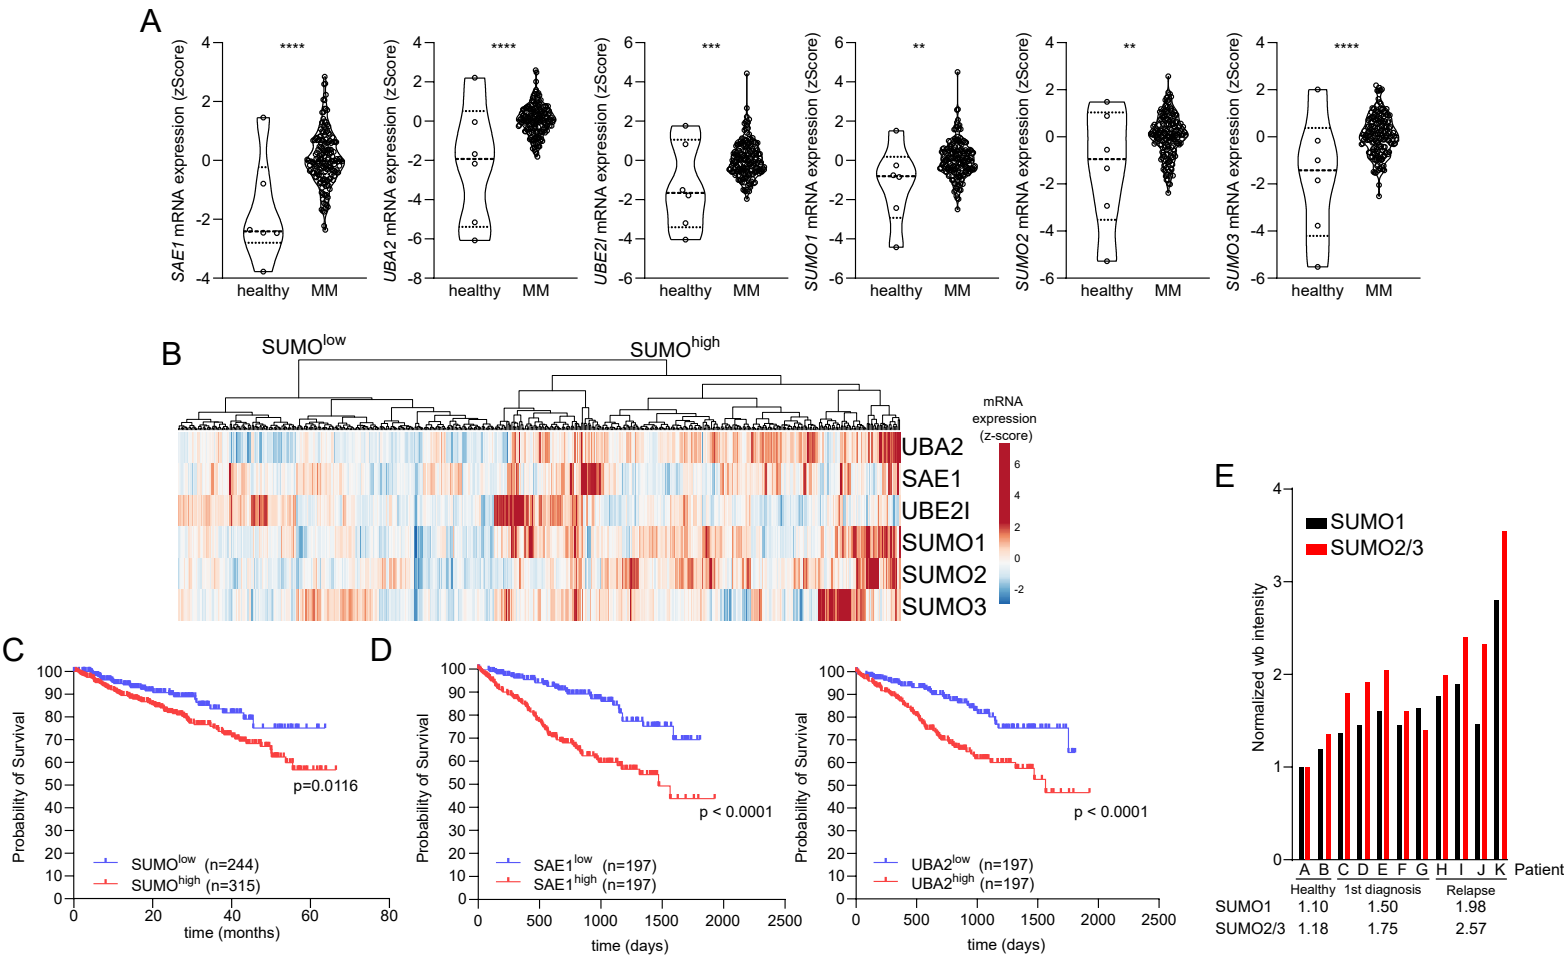 A
**** **** *** ** ** ****
SAE1 mRNA expression (zScore)
4
2
0
-2
-4
healthy MM
UBA2 mRNA expression (zScore)
4
2
0
-2
-4
-6
-8
healthy MM
UBE2I mRNA expression (zScore)
6
4
2
0
-2
-4
-6
healthy MM
SUMO1 mRNA expression (zScore)
6
4
2
0
-2
-4
-6
healthy MM
SUMO2 mRNA expression (zScore)
4
2
0
-2
-4
-6
healthy MM
SUMO3 mRNA expression (zScore)
4
2
0
-2
-4
-6
healthy MM
B
SUMOlow
SUMOhigh
mRNA
expression
(z-score)
6
4
2
0
-2
UBA2
SAE1
UBE2I
SUMO1
SUMO2
SUMO3
C
Probability of Survival
100
90
80
70
60
50
40
30
20
10
0
p=0.0116
SUMOlow (n=244)
SUMOhigh (n=315)
0 20 40 60 80
time (months)
D
Probability of Survival
100
90
80
70
60
50
40
30
20
10
0
p < 0.0001
SAE1low (n=197)
SAE1high (n=197)
0 500 1000 1500 2000 2500
time (days)
Probability of Survival
100
90
80
70
60
50
40
30
20
10
0
p < 0.0001
UBA2low (n=197)
UBA2high (n=197)
0 500 1000 1500 2000 2500
time (days)
E
Normalized wb intensity
4
3
2
1
0
SUMO1
SUMO2/3
A B C D E F G H I J K Patient
Healthy 1st diagnosis Relapse
SUMO1 1.10 1.50 1.98
SUMO2/3 1.18 1.75 2.57